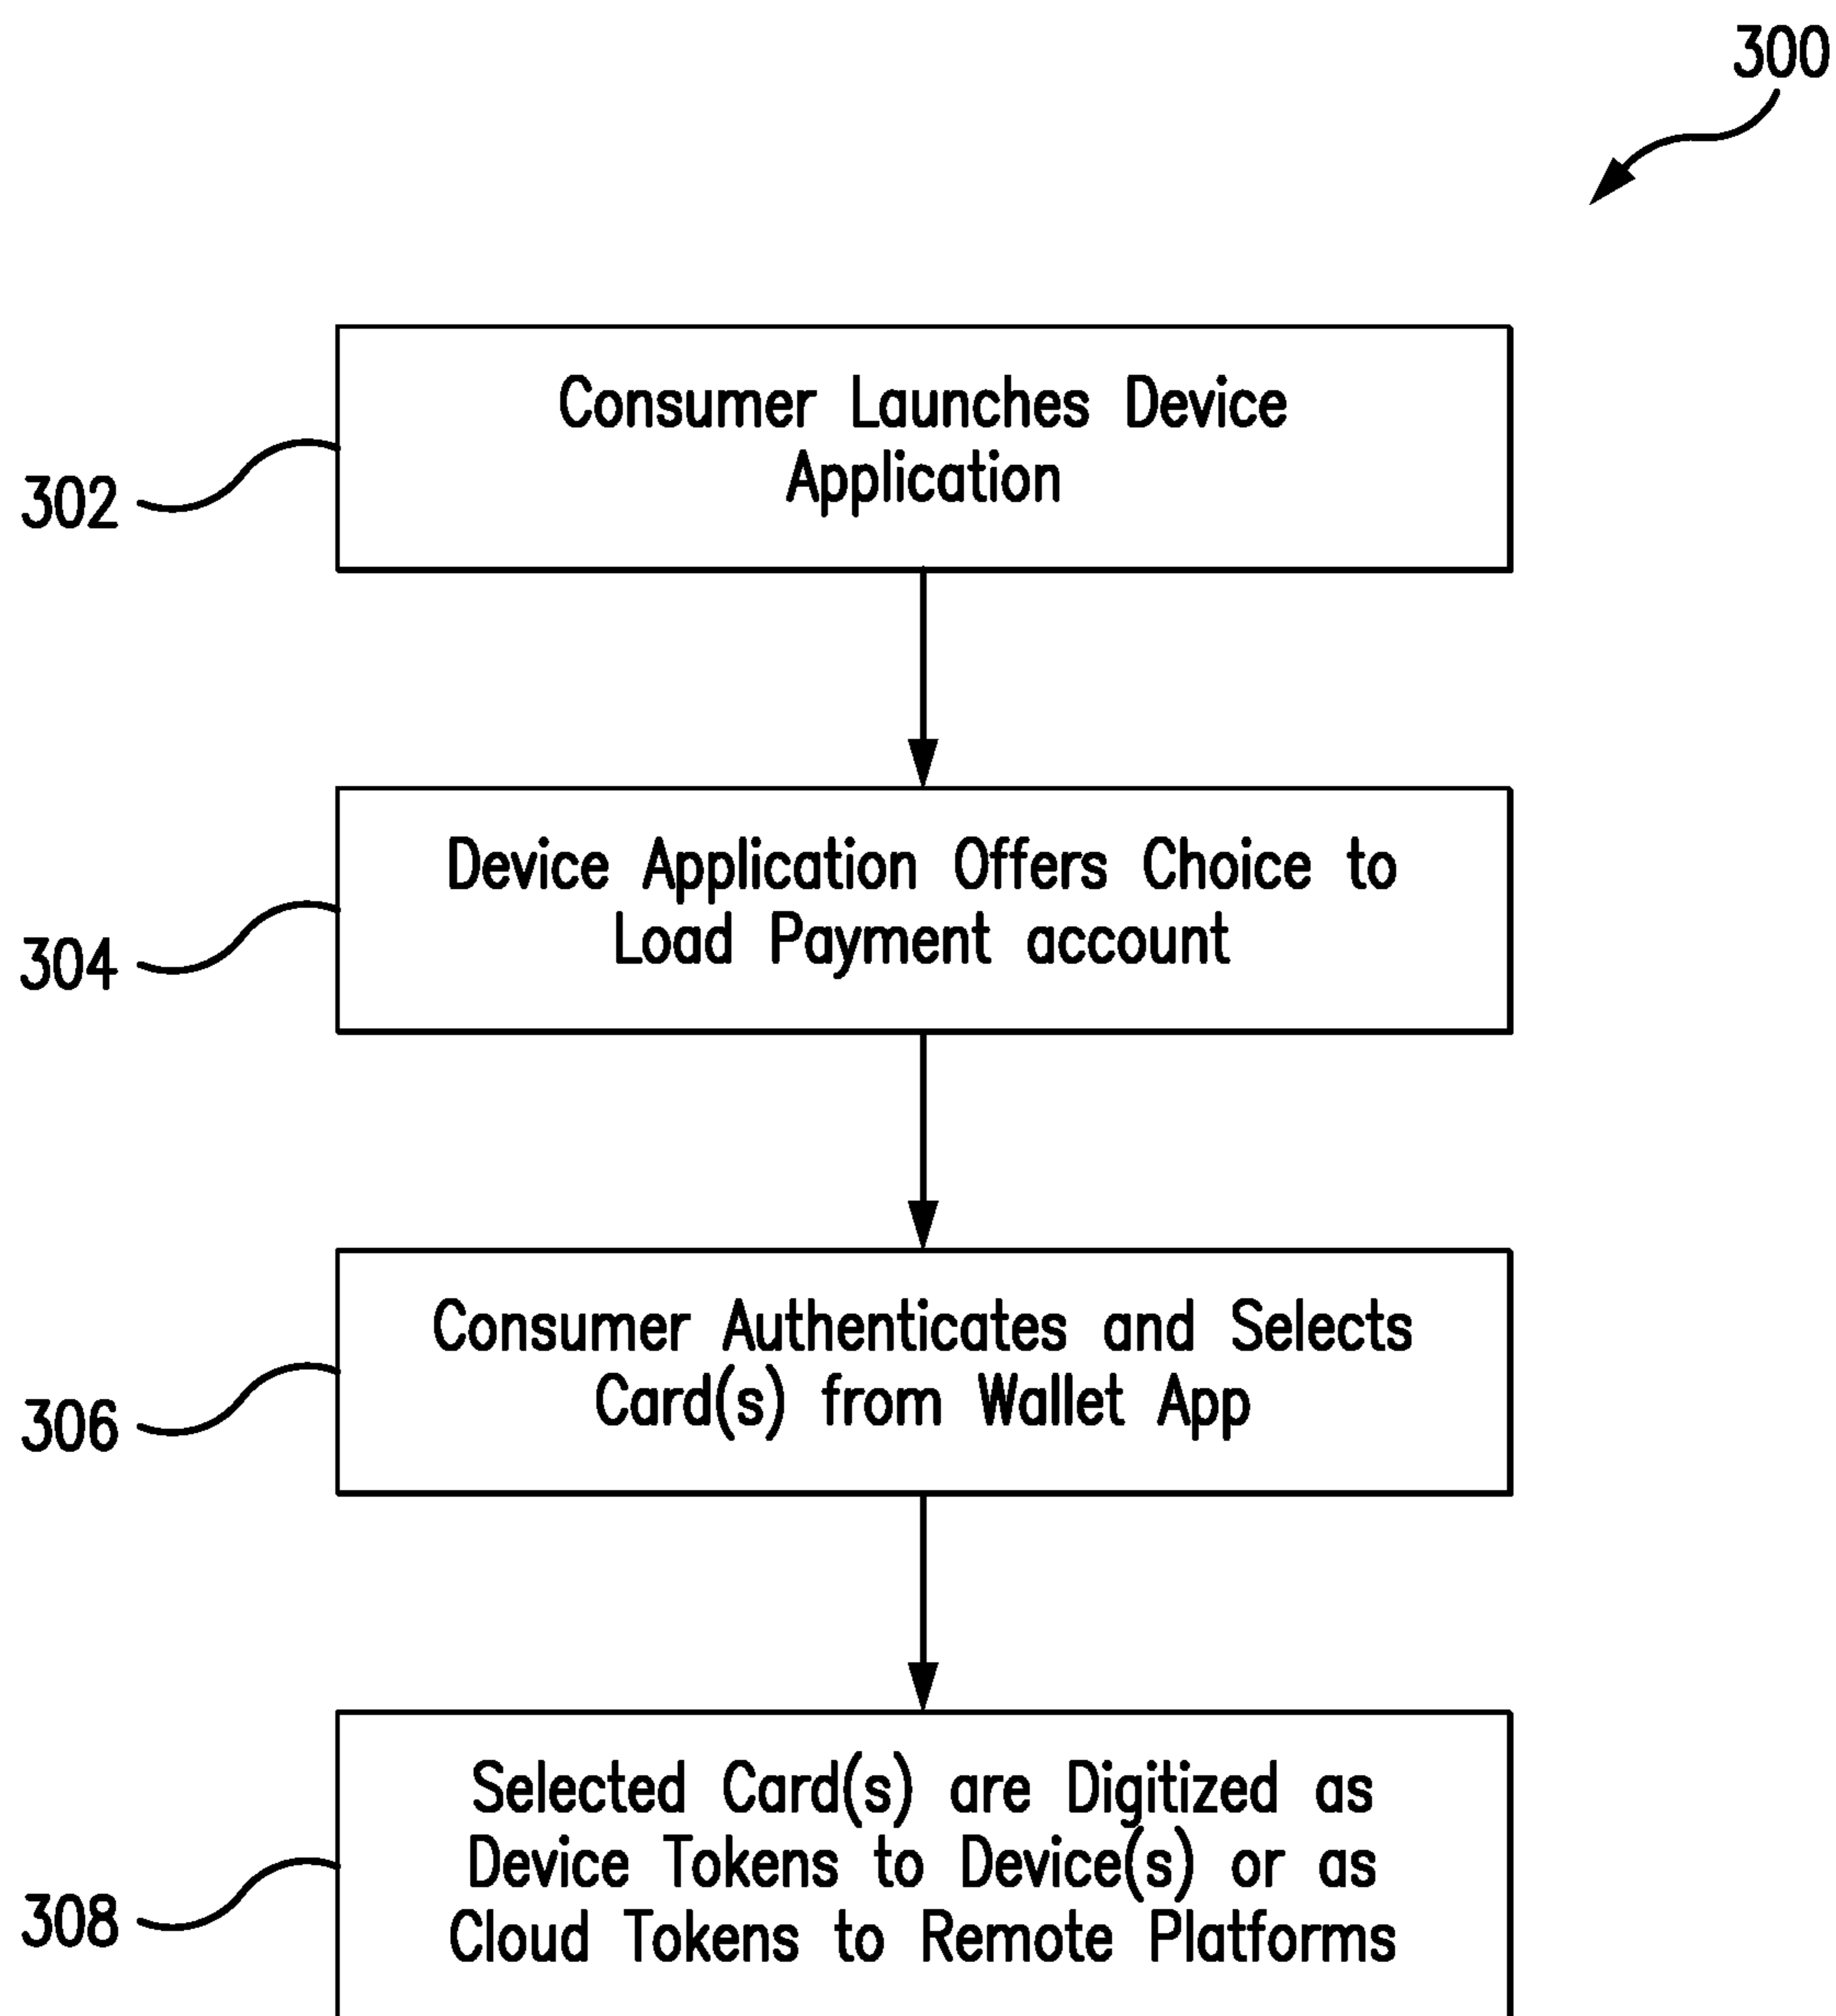 300
Consumer Launches Device
Application
302
Device Application Offers Choice to
Load Payment account
304
Consumer Authenticates and Selects
Card(s) from Wallet App
306
Selected Card(s) are Digitized as
Device Tokens to Device(s) or as
Cloud Tokens to Remote Platforms
308